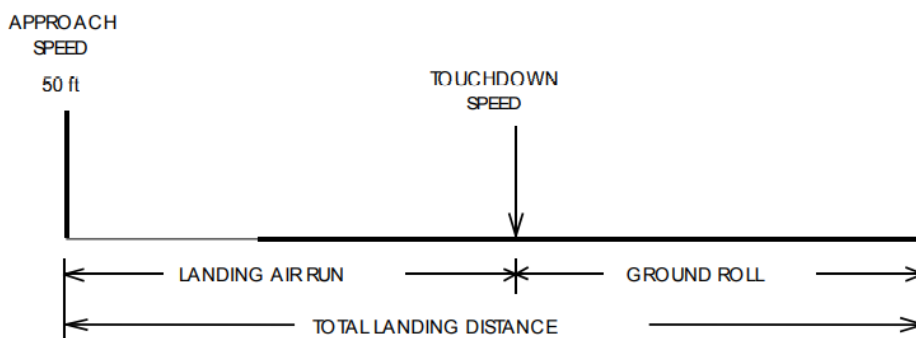 APPROACH
SPEED
50 ft
TOUCHDOWN
SPEED
LANDING AIR RUN
GROUND ROLL
TOTAL LANDING DISTANCE